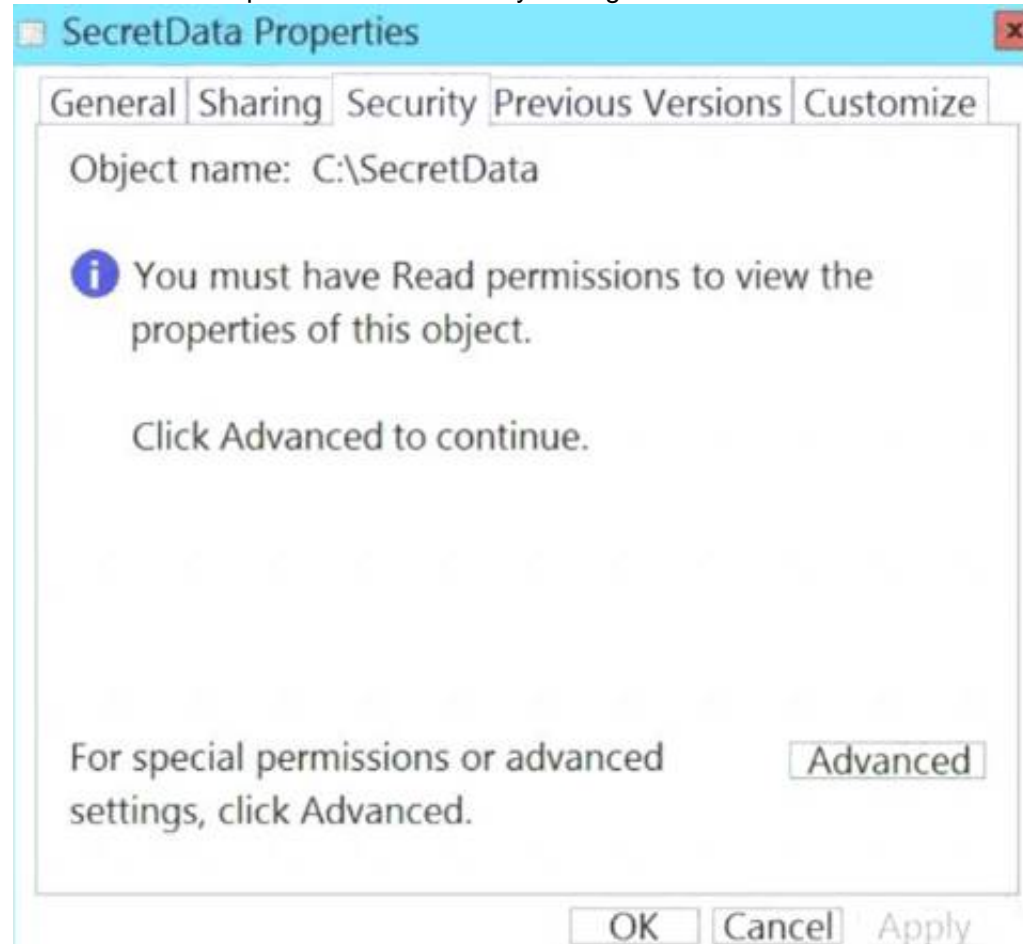 SecretData Properties
x
General Sharing Security Previous Versions Customize
Object name: C:\SecretData
i You must have Read permissions to view the
properties of this object.
Click Advanced to continue.
For special permissions or advanced Advanced
settings, click Advanced.
OK Cancel Apply